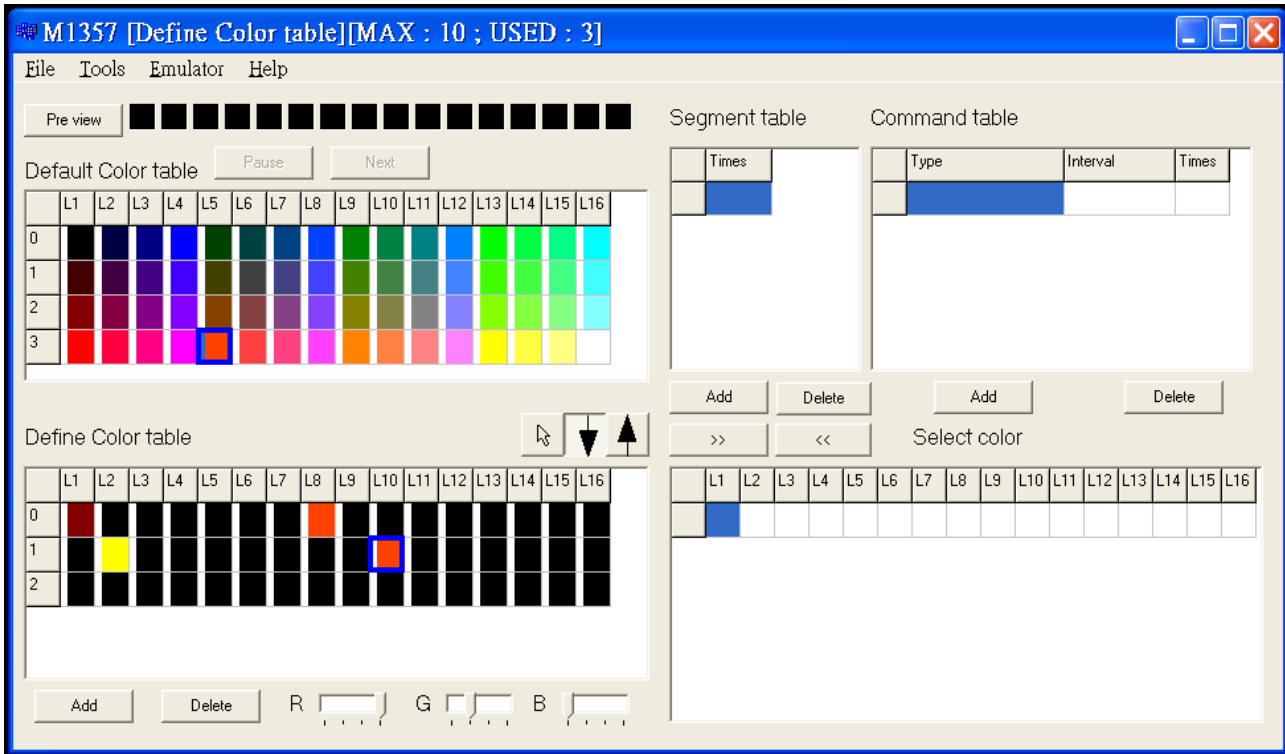 M1357 [Define Color table][MAX : 10 ; USED : 3]
File Tools Emulator Help
Pre view
Default Color table
Pause
Next
L1 L2 L3 L4 L5 L6 L7 L8 L9 L10 L11 L12 L13 L14 L15 L16
0
1
2
3
Define Color table
L1 L2 L3 L4 L5 L6 L7 L8 L9 L10 L11 L12 L13 L14 L15 L16
0
1
2
Add
Delete
R
G
B
Segment table
Times
Add
Delete
>>
<<
Command table
Type Interval Times
Add
Delete
Select color
L1 L2 L3 L4 L5 L6 L7 L8 L9 L10 L11 L12 L13 L14 L15 L16